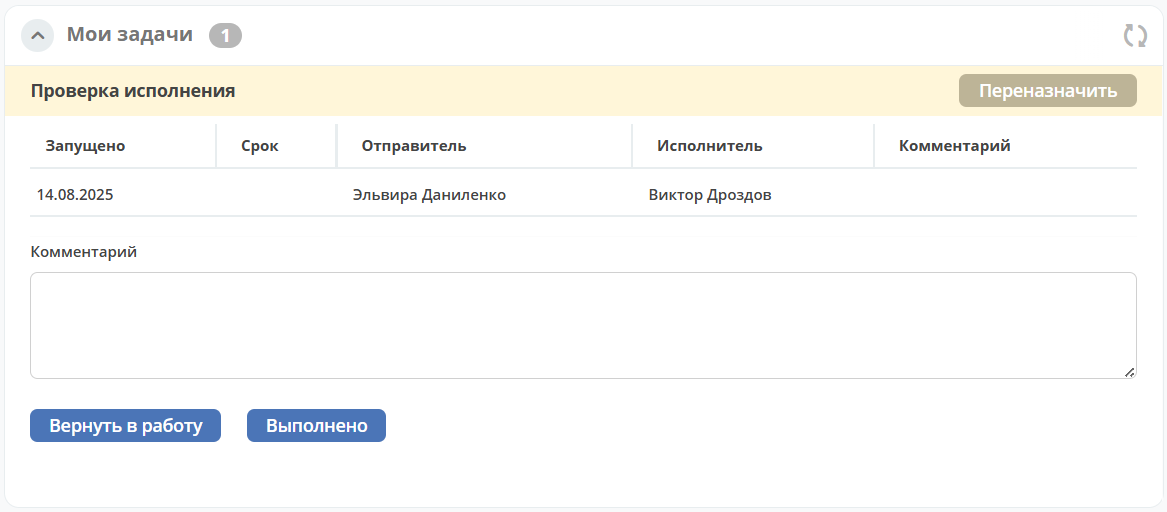 Мои задачи 1
Проверка исполнения Переназначить
Запущено Срок Отправитель Исполнитель Комментарий
14.08.2025 Эльвира Даниленко Виктор Дроздов
Комментарий
Вернуть в работу Выполнено